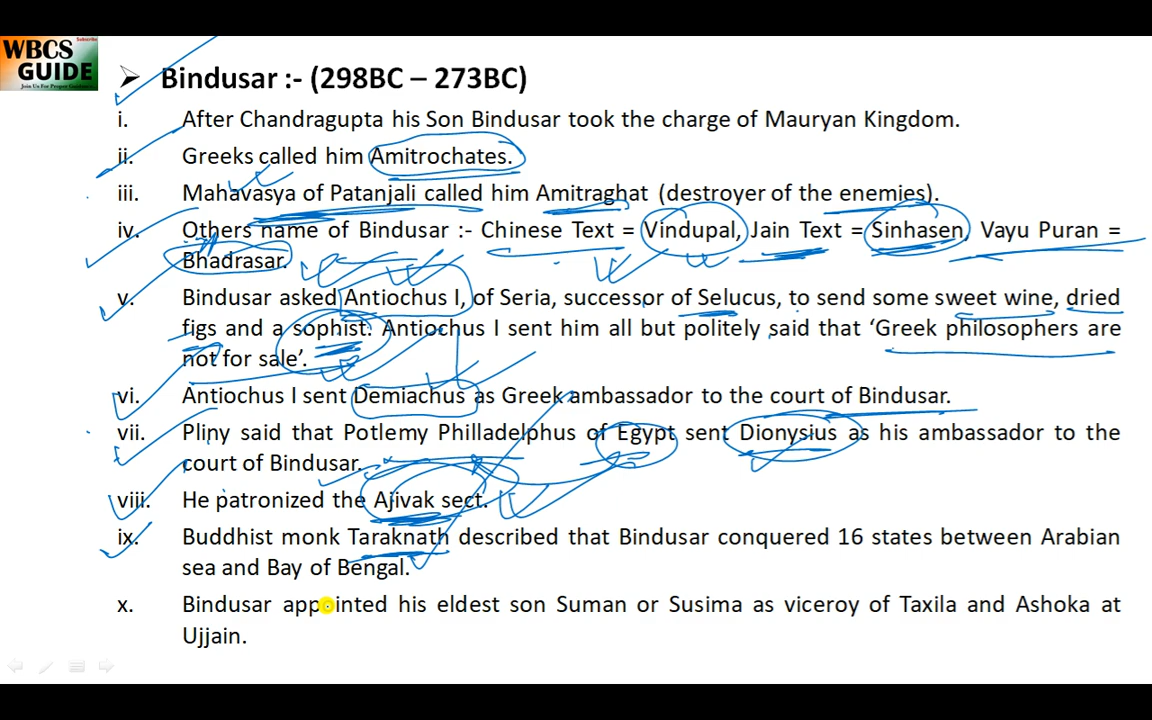 Subscribe
WBCS
GUIDE
Bindusar :- (298BC – 273BC)
i. After Chandragupta his Son Bindusar took the charge of Mauryan Kingdom.
ii. Greeks called him Amitrochates.
iii. Mahavasya of Patanjali called him Amitraghat (destroyer of the enemies).
iv. Others name of Bindusar :- Chinese Text = Vindupal, Jain Text = Sinhasen, Vayu Puran =
Bhadrasar.
v. Bindusar asked Antiochus I, of Seria, successor of Selucus, to send some sweet wine, dried
figs and a sophist. Antiochus I sent him all but politely said that ‘Greek philosophers are
not for sale’.
vi. Antiochus I sent Demiachus as Greek ambassador to the court of Bindusar.
vii. Pliny said that Potlemy Philladelphus of Egypt sent Dionysius as his ambassador to the
court of Bindusar.
viii. He patronized the Ajivak sect.
ix. Buddhist monk Taraknath described that Bindusar conquered 16 states between Arabian
sea and Bay of Bengal.
x. Bindusar appointed his eldest son Suman or Susima as viceroy of Taxila and Ashoka at
Ujjain.